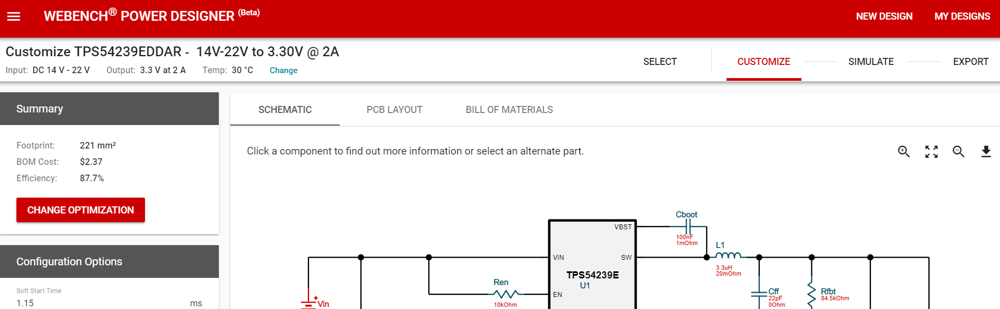 WEBENCH® POWER DESIGNER (Beta)
NEW DESIGN
MY DESIGNS
Customize TPS54239EDDAR - 14V-22V to 3.30V @ 2A
Input: DC 14 V - 22 V
Output: 3.3 V at 2 A
Temp: 30 °C
Change
SELECT
CUSTOMIZE
SIMULATE
EXPORT
Summary
Footprint: 221 mm²
BOM Cost: $2.37
Efficiency: 87.7%
CHANGE OPTIMIZATION
Configuration Options
Soft Start Time
1.15 ms
SCHEMATIC
PCB LAYOUT
BILL OF MATERIALS
Click a component to find out more information or select an alternate part.
Cboot
100nF
1mOhm
VBST
VIN
SW
L1
3.3uH
20mOhm
TPS54239E
U1
Ren
10kOhm
EN
Cff
22pF
0Ohm
Rfbt
84.5kOhm
+
Vin